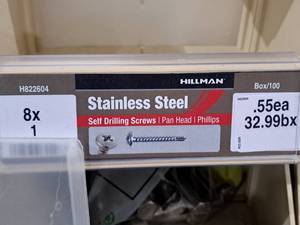 HILLMAN
H822604
Box/100
Stainless Steel
Self Drilling Screws | Pan Head | Phillips
8x
1
.55ea
32.99bx